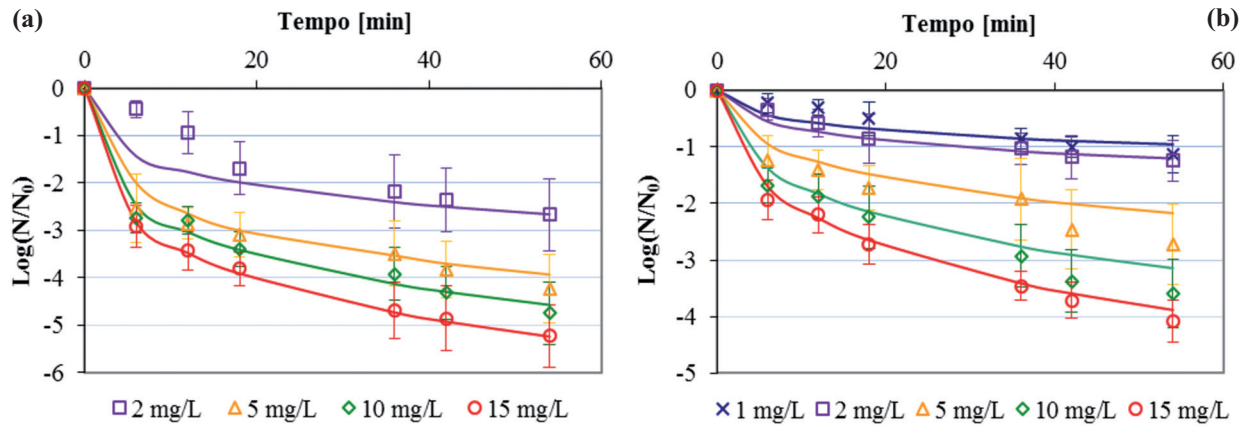 (a)
Tempo [min]
0 20 40 60
0
-1
-2
-3
-4
-5
-6
Log(N/N₀)
2 mg/L 5 mg/L 10 mg/L 15 mg/L
(b)
Tempo [min]
0 20 40 60
0
-1
-2
-3
-4
-5
Log(N/N₀)
1 mg/L 2 mg/L 5 mg/L 10 mg/L 15 mg/L